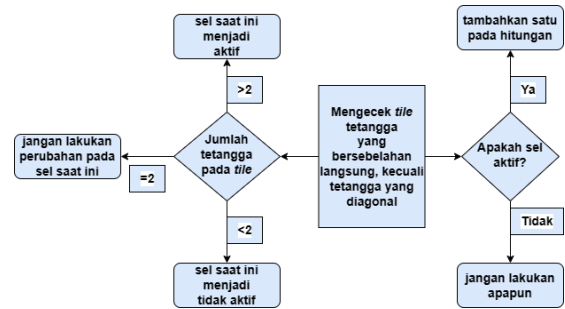 sel saat ini
menjadi
aktif
tambahkan satu
pada hitungan
>2
Ya
Mengecek tile
tetangga
yang
bersebelahan
langsung, kecuali
tetangga yang
diagonal
jangan lakukan
perubahan pada
sel saat ini
Jumlah
tetangga
pada tile
Apakah sel
aktif?
=2
<2
Tidak
sel saat ini
menjadi
tidak aktif
jangan lakukan
apapun